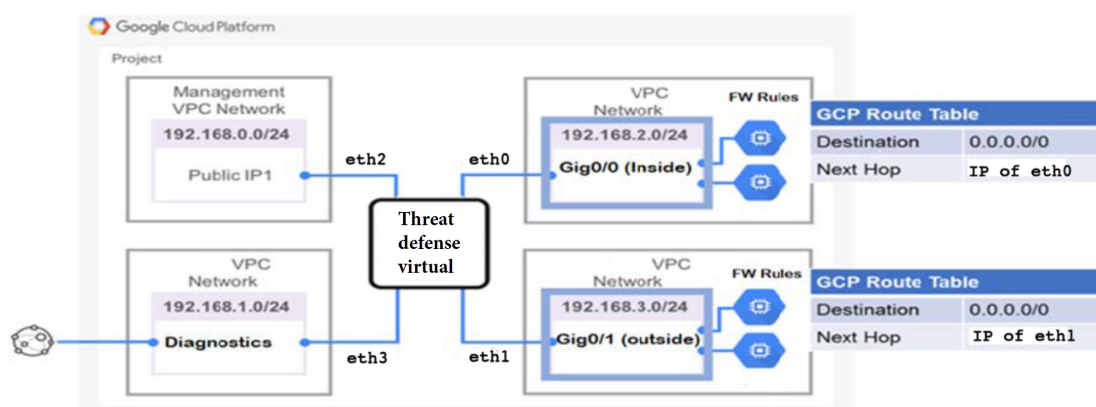 Google Cloud Platform
Project
Management
VPC Network
192.168.0.0/24
Public IP1
eth2
eth0
VPC
Network
192.168.2.0/24
Gig0/0 (Inside)
FW Rules
GCP Route Table
Destination 0.0.0.0/0
Next Hop IP of eth0
Threat
defense
virtual
VPC
Network
192.168.1.0/24
Diagnostics
eth3
eth1
VPC
Network
192.168.3.0/24
Gig0/1 (outside)
FW Rules
GCP Route Table
Destination 0.0.0.0/0
Next Hop IP of eth1